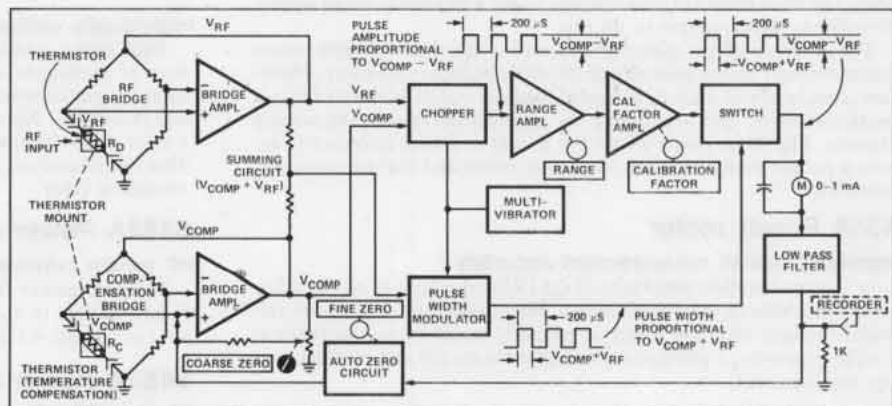 V_RF
PULSE
AMPLITUDE
PROPORTIONAL
TO V_COMP – V_RF
200 µS
V_COMP–V_RF
200 µS
V_COMP–V_RF
V_COMP+V_RF
THERMISTOR
RF
BRIDGE
BRIDGE
AMPL
–
+
V_RF
RF
INPUT
R_D
THERMISTOR
MOUNT
SUMMING
CIRCUIT
(V_COMP + V_RF)
V_RF
V_COMP
CHOPPER
RANGE
AMPL
CAL
FACTOR
AMPL
SWITCH
RANGE
CALIBRATION
FACTOR
MULTI-
VIBRATOR
M
0–1 mA
LOW PASS
FILTER
V_COMP
COM-
PENSATION
BRIDGE
BRIDGE
AMPL
–
+
V_COMP
V_COMP
R_C
THERMISTOR
(TEMPERATURE
COMPENSATION)
COARSE ZERO
FINE ZERO
AUTO ZERO
CIRCUIT
PULSE
WIDTH
MODULATOR
200 µS
V_COMP+V_RF
PULSE WIDTH
PROPORTIONAL
TO V_COMP + V_RF
RECORDER
1K